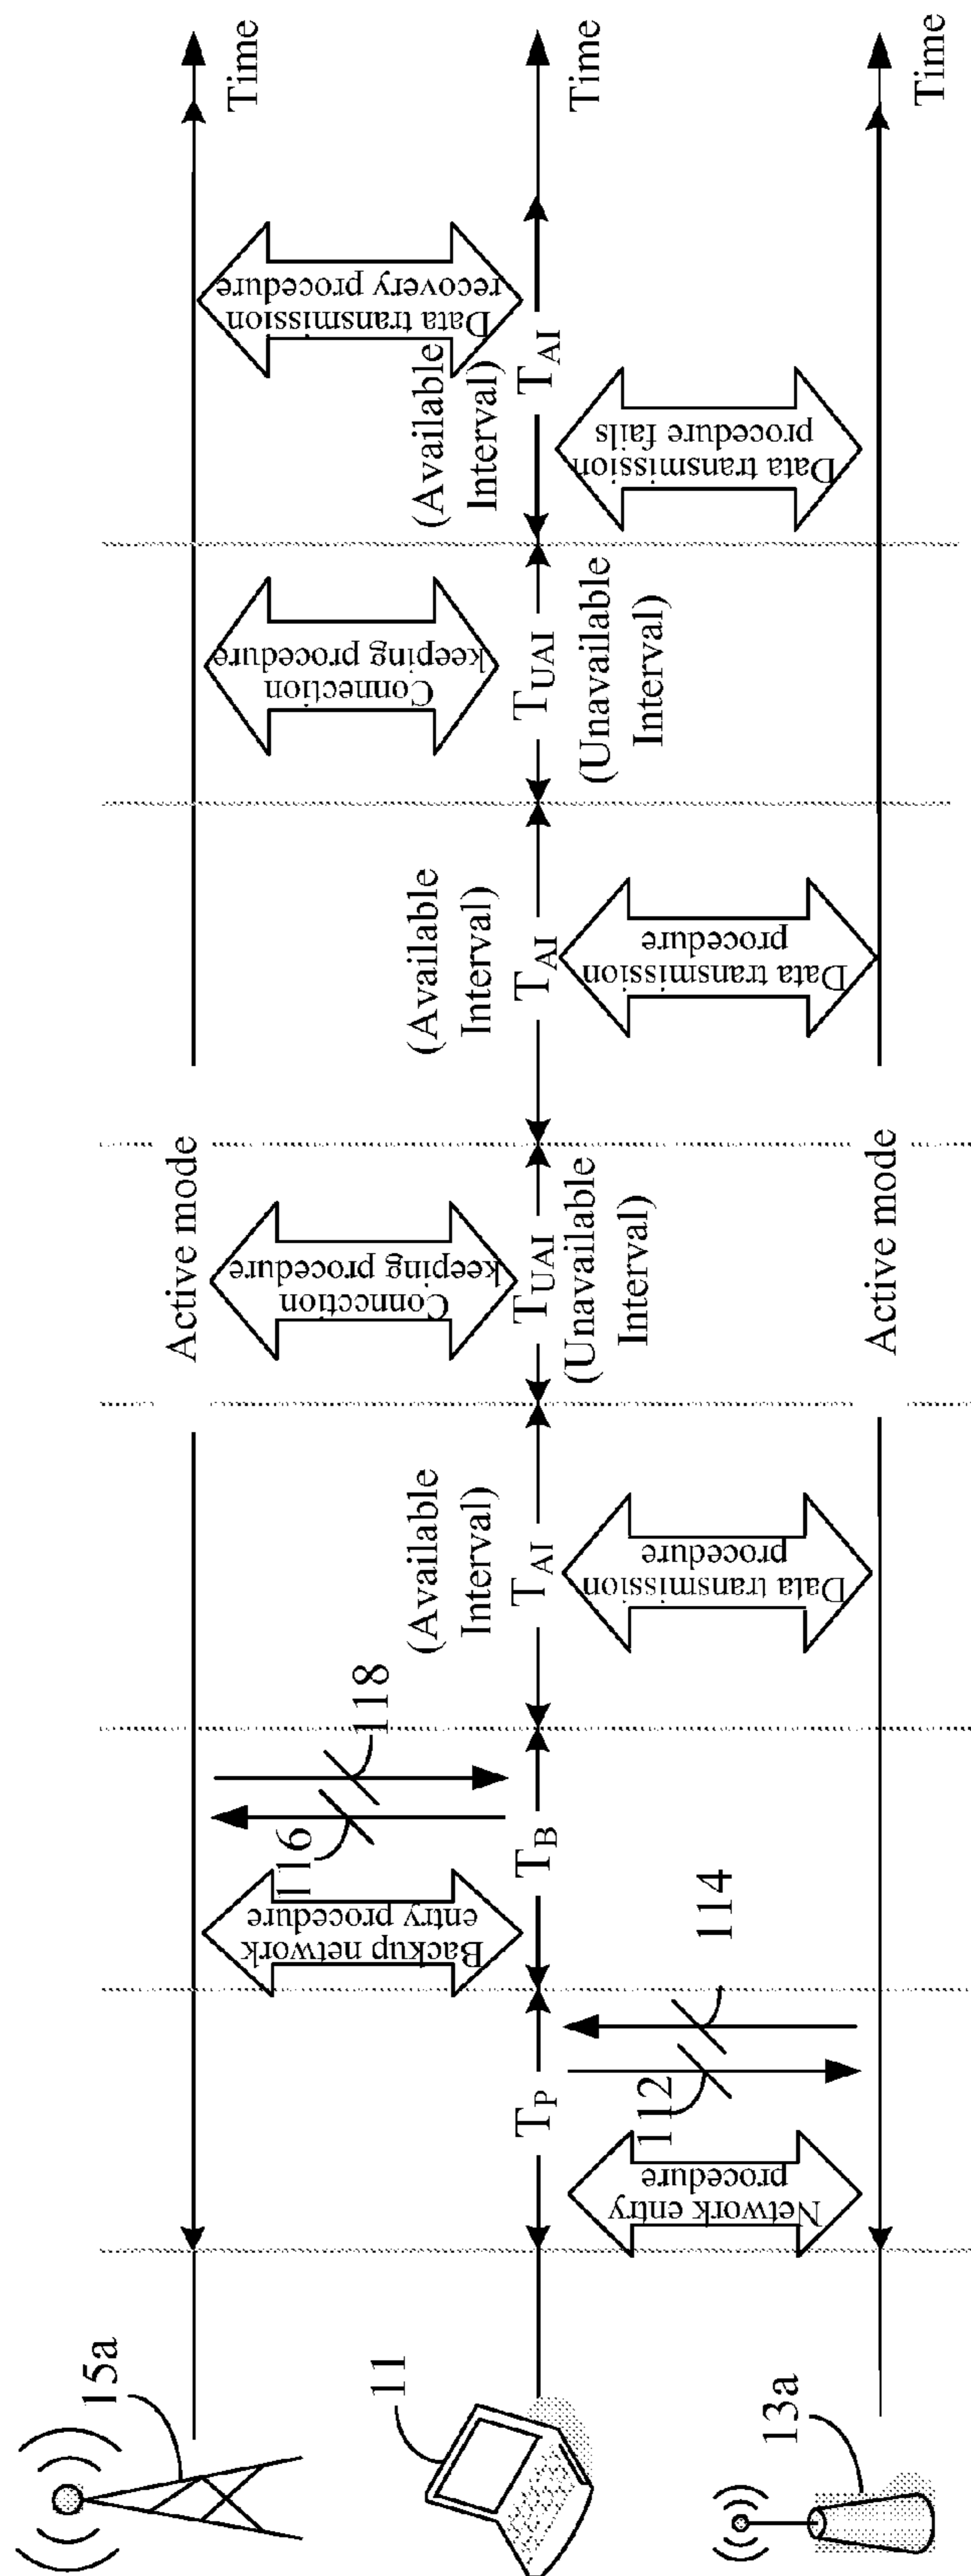 15a
Active mode
Time
Backup network
entry procedure
116
118
Connection
keeping procedure
Connection
keeping procedure
Data transmission
recovery procedure
11
T_P
T_B
(Available
Interval)
T_AI
T_UAI
(Unavailable
Interval)
(Available
Interval)
T_AI
T_UAI
(Unavailable
Interval)
(Available
Interval)
T_AI
Time
Network entry
procedure
112
114
Data transmission
procedure
Data transmission
procedure
Data transmission
procedure fails
13a
Active mode
Time